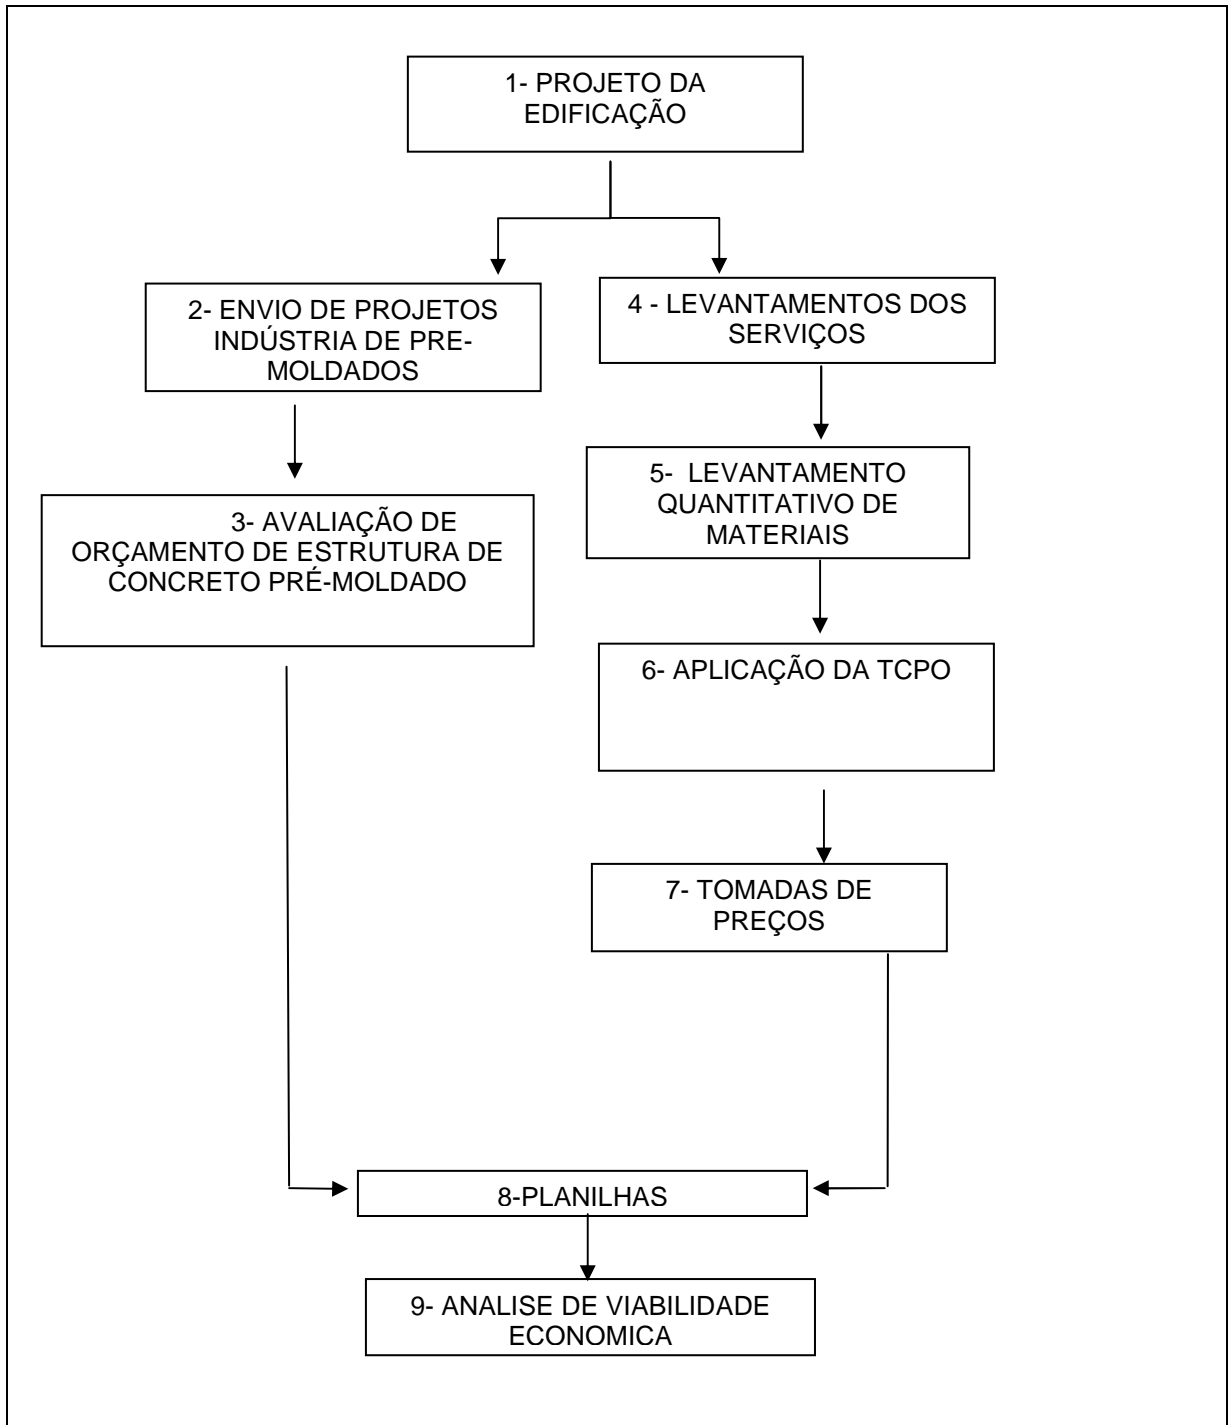 1- PROJETO DA
EDIFICAÇÃO
2- ENVIO DE PROJETOS
INDÚSTRIA DE PRE-
MOLDADOS
3- AVALIAÇÃO DE
ORÇAMENTO DE ESTRUTURA DE
CONCRETO PRÉ-MOLDADO
4 - LEVANTAMENTOS DOS
SERVIÇOS
5- LEVANTAMENTO
QUANTITATIVO DE
MATERIAIS
6- APLICAÇÃO DA TCPO
7- TOMADAS DE
PREÇOS
8-PLANILHAS
9- ANALISE DE VIABILIDADE
ECONOMICA